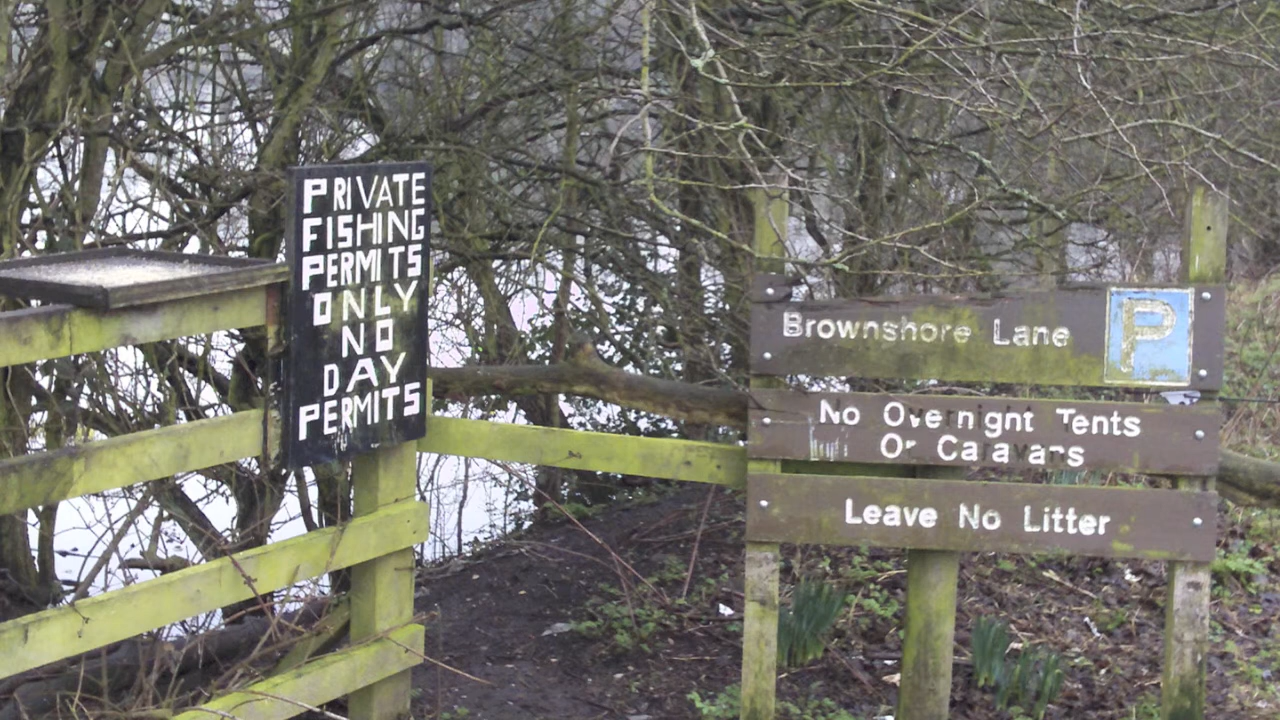 PRIVATE
FISHING
PERMITS
ONLY
NO
DAY
PERMITS
Brownshore Lane P
No Overnight Tents
Or Caravans
Leave No Litter